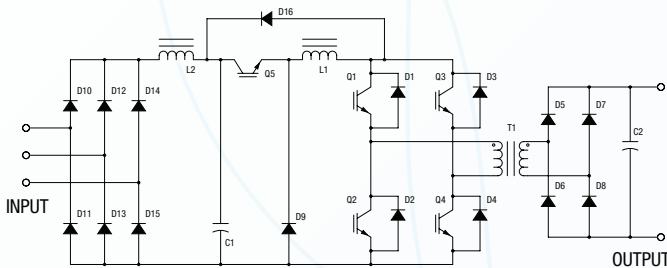 D16
L2
Q5
L1
D10
D12
D14
Q1
D1
Q3
D3
D5
D7
T1
C2
INPUT
D11
D13
D15
C1
D9
Q2
D2
Q4
D4
D6
D8
OUTPUT